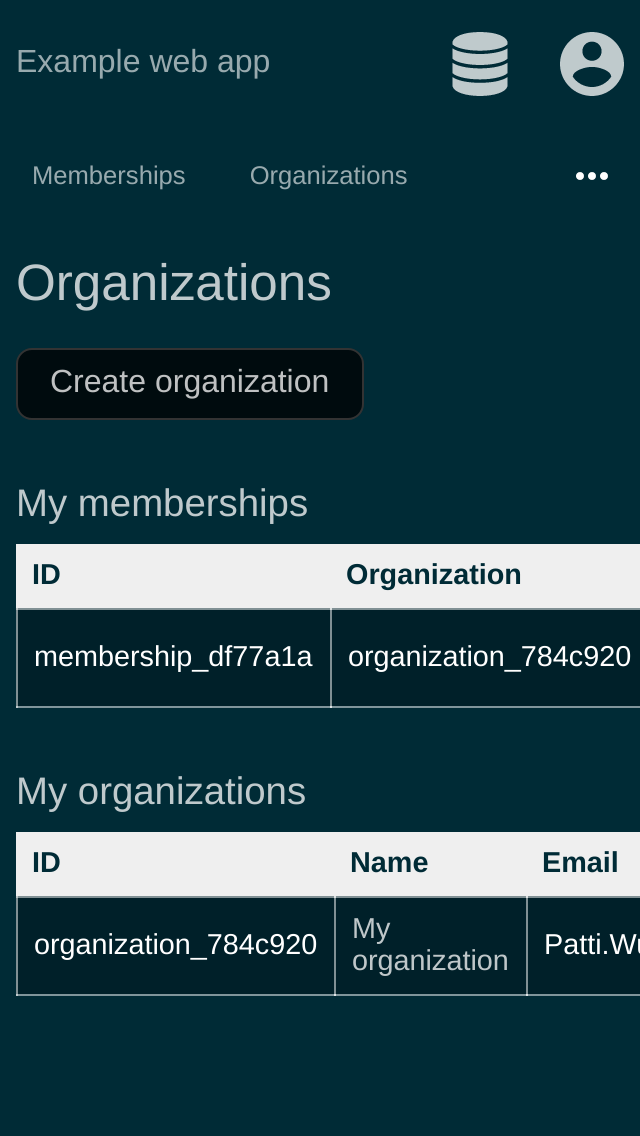 Example web app
Memberships Organizations
Organizations
Create organization
My memberships
ID Organization
membership_df77a1a organization_784c920
My organizations
ID Name Email
organization_784c920 My organization Patti.Wu